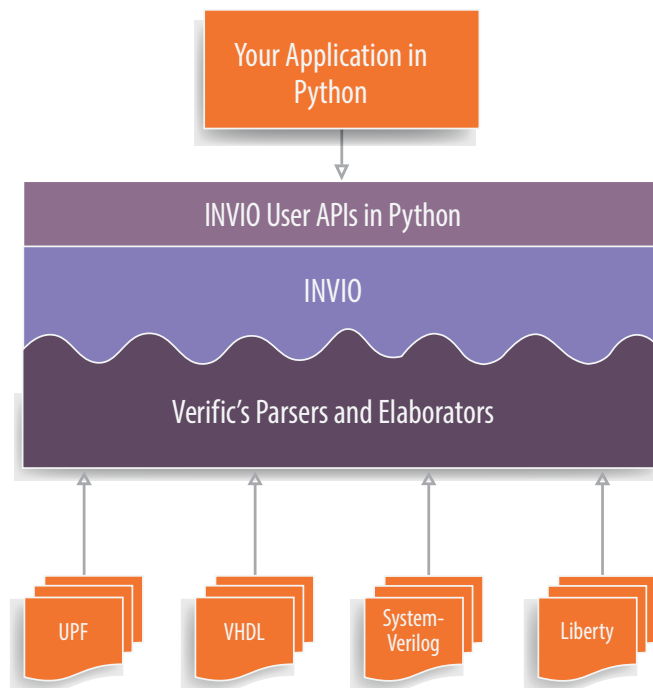 Your Application in
Python
INVIO User APIs in Python
INVIO
Verific's Parsers and Elaborators
UPF
VHDL
System-
Verilog
Liberty